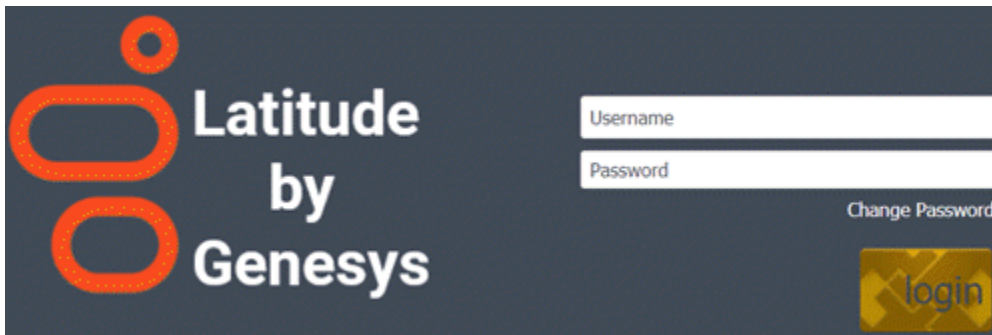 Latitude
by
Genesys
Username
Password
Change Password
login